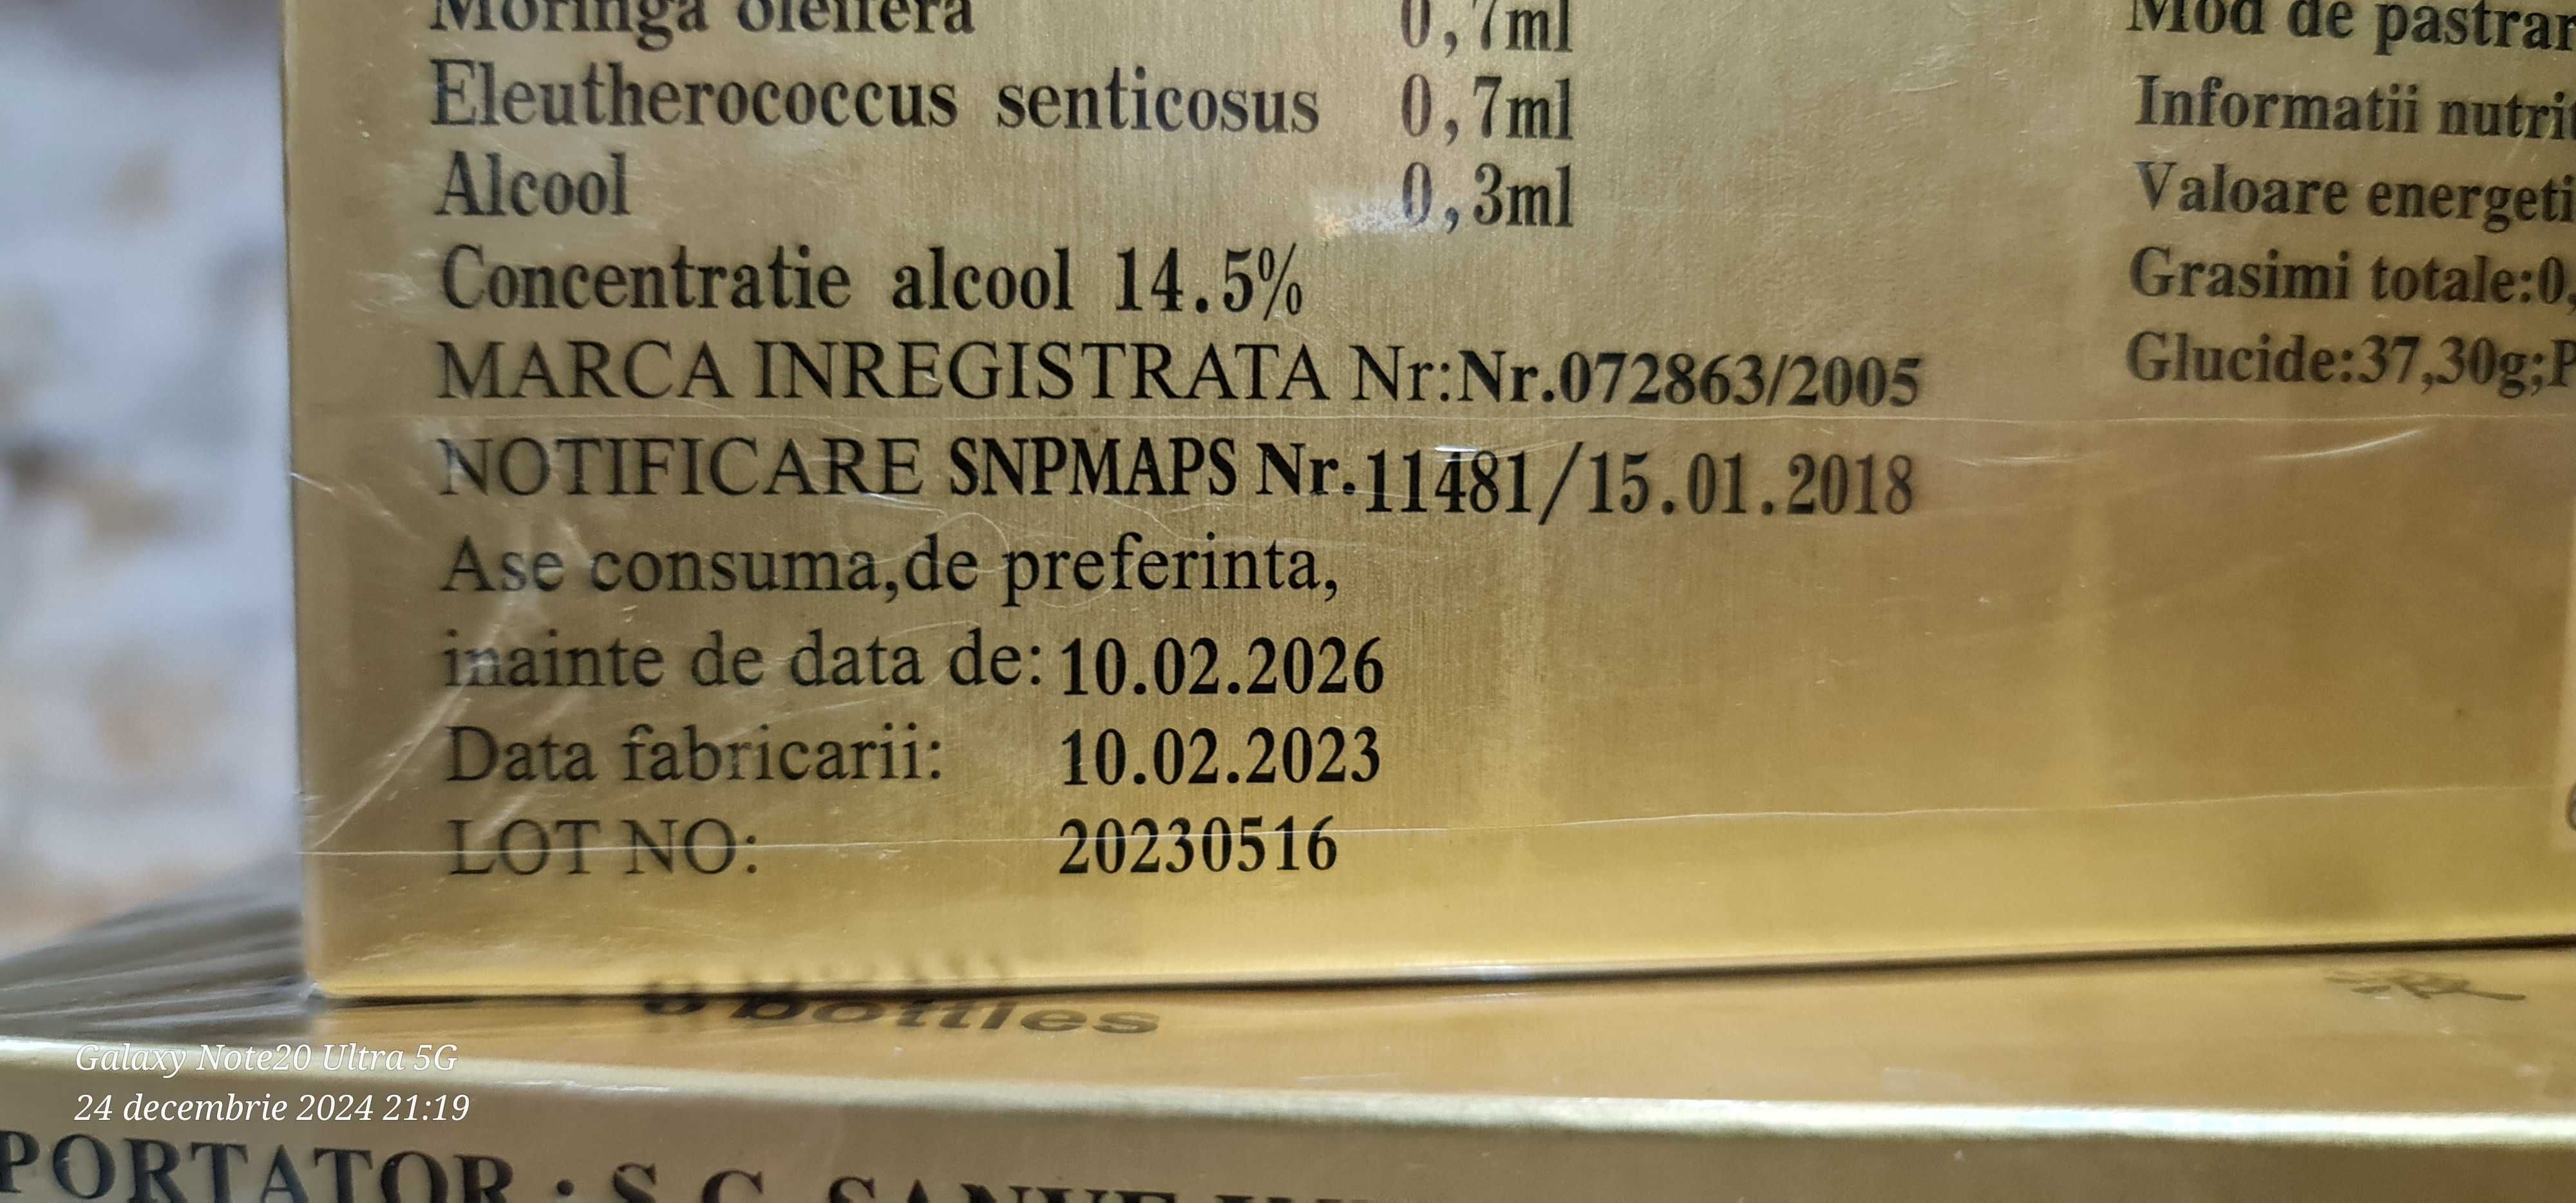 Moringa oleifera 0,7ml
Eleutherococcus senticosus 0,7ml
Alcool 0,3ml
Concentratie alcool 14.5%
MARCA INREGISTRATA Nr:Nr.072863/2005
NOTIFICARE SNPMAPS Nr.11481/15.01.2018
Ase consuma,de preferinta,
inainte de data de: 10.02.2026
Data fabricarii: 10.02.2023
LOT NO: 20230516
Mod de pastrar
Informatii nutri
Valoare energeti
Grasimi totale:0,
Glucide:37,30g;P
Bottles
Galaxy Note20 Ultra 5G
24 decembrie 2024 21:19
PORTATOR : S.C.